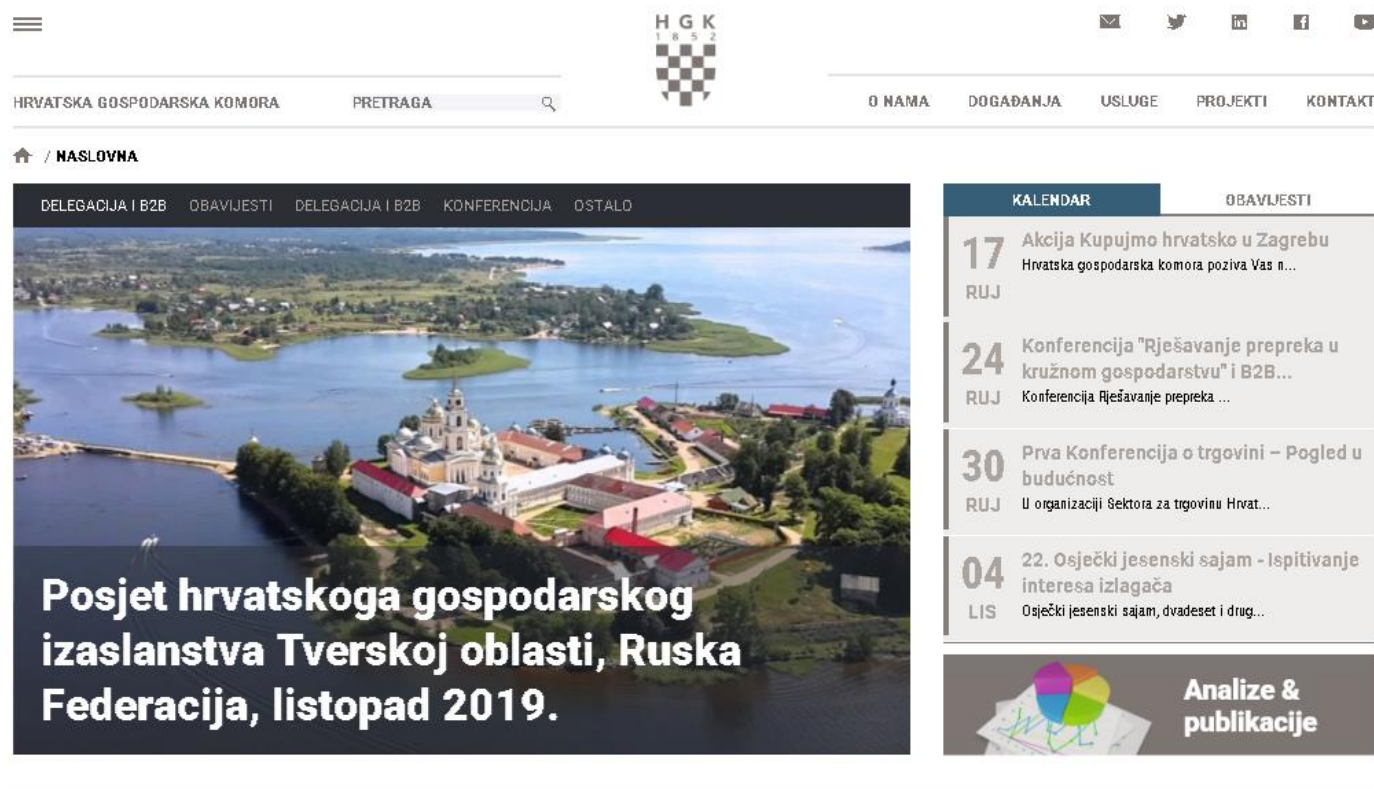 H G K
1 8 5 2
HRVATSKA GOSPODARSKA KOMORA
PRETRAGA
O NAMA DOGAĐANJA USLUGE PROJEKTI KONTAKT
/ NASLOVNA
DELEGACIJA I B2B OBAVIJESTI DELEGACIJA I B2B KONFERENCIJA OSTALO
Posjet hrvatskoga gospodarskog
izaslanstva Tverskoj oblasti, Ruska
Federacija, listopad 2019.
KALENDAR OBAVIJESTI
17
RUJ
Akcija Kupujmo hrvatsko u Zagrebu
Hrvatska gospodarska komora poziva Vas n...
24
RUJ
Konferencija "Rješavanje prepreka u
kružnom gospodarstvu" i B2B...
Konferencija Rješavanje prepreka ...
30
RUJ
Prva Konferencija o trgovini – Pogled u
budućnost
U organizaciji Sektora za trgovinu Hrvat...
04
LIS
22. Osječki jesenski sajam - Ispitivanje
interesa izlagača
Osječki jesenski sajam, dvadeset i drug...
Analize &
publikacije